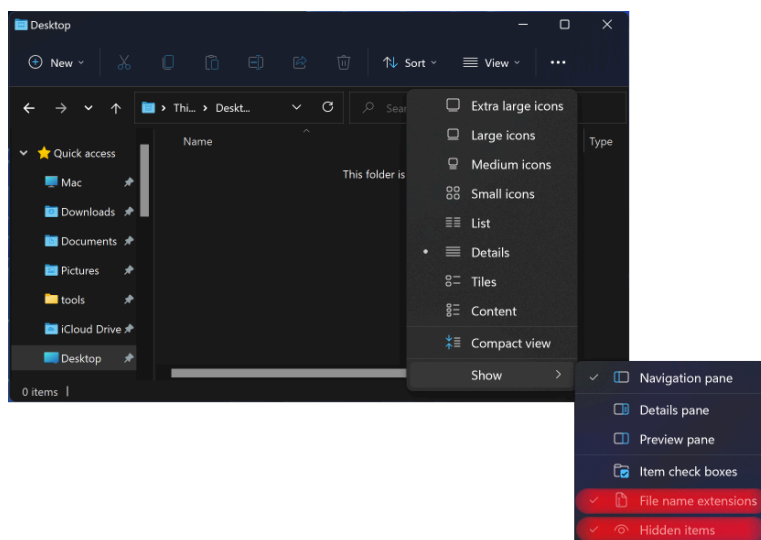 Desktop
New
Sort
View
Thi... > Deskt...
Sear
Name
Type
This folder is
Quick access
Mac
Downloads
Documents
Pictures
tools
iCloud Drive
Desktop
0 items
Extra large icons
Large icons
Medium icons
Small icons
List
Details
Tiles
Content
Compact view
Show
Navigation pane
Details pane
Preview pane
Item check boxes
File name extensions
Hidden items